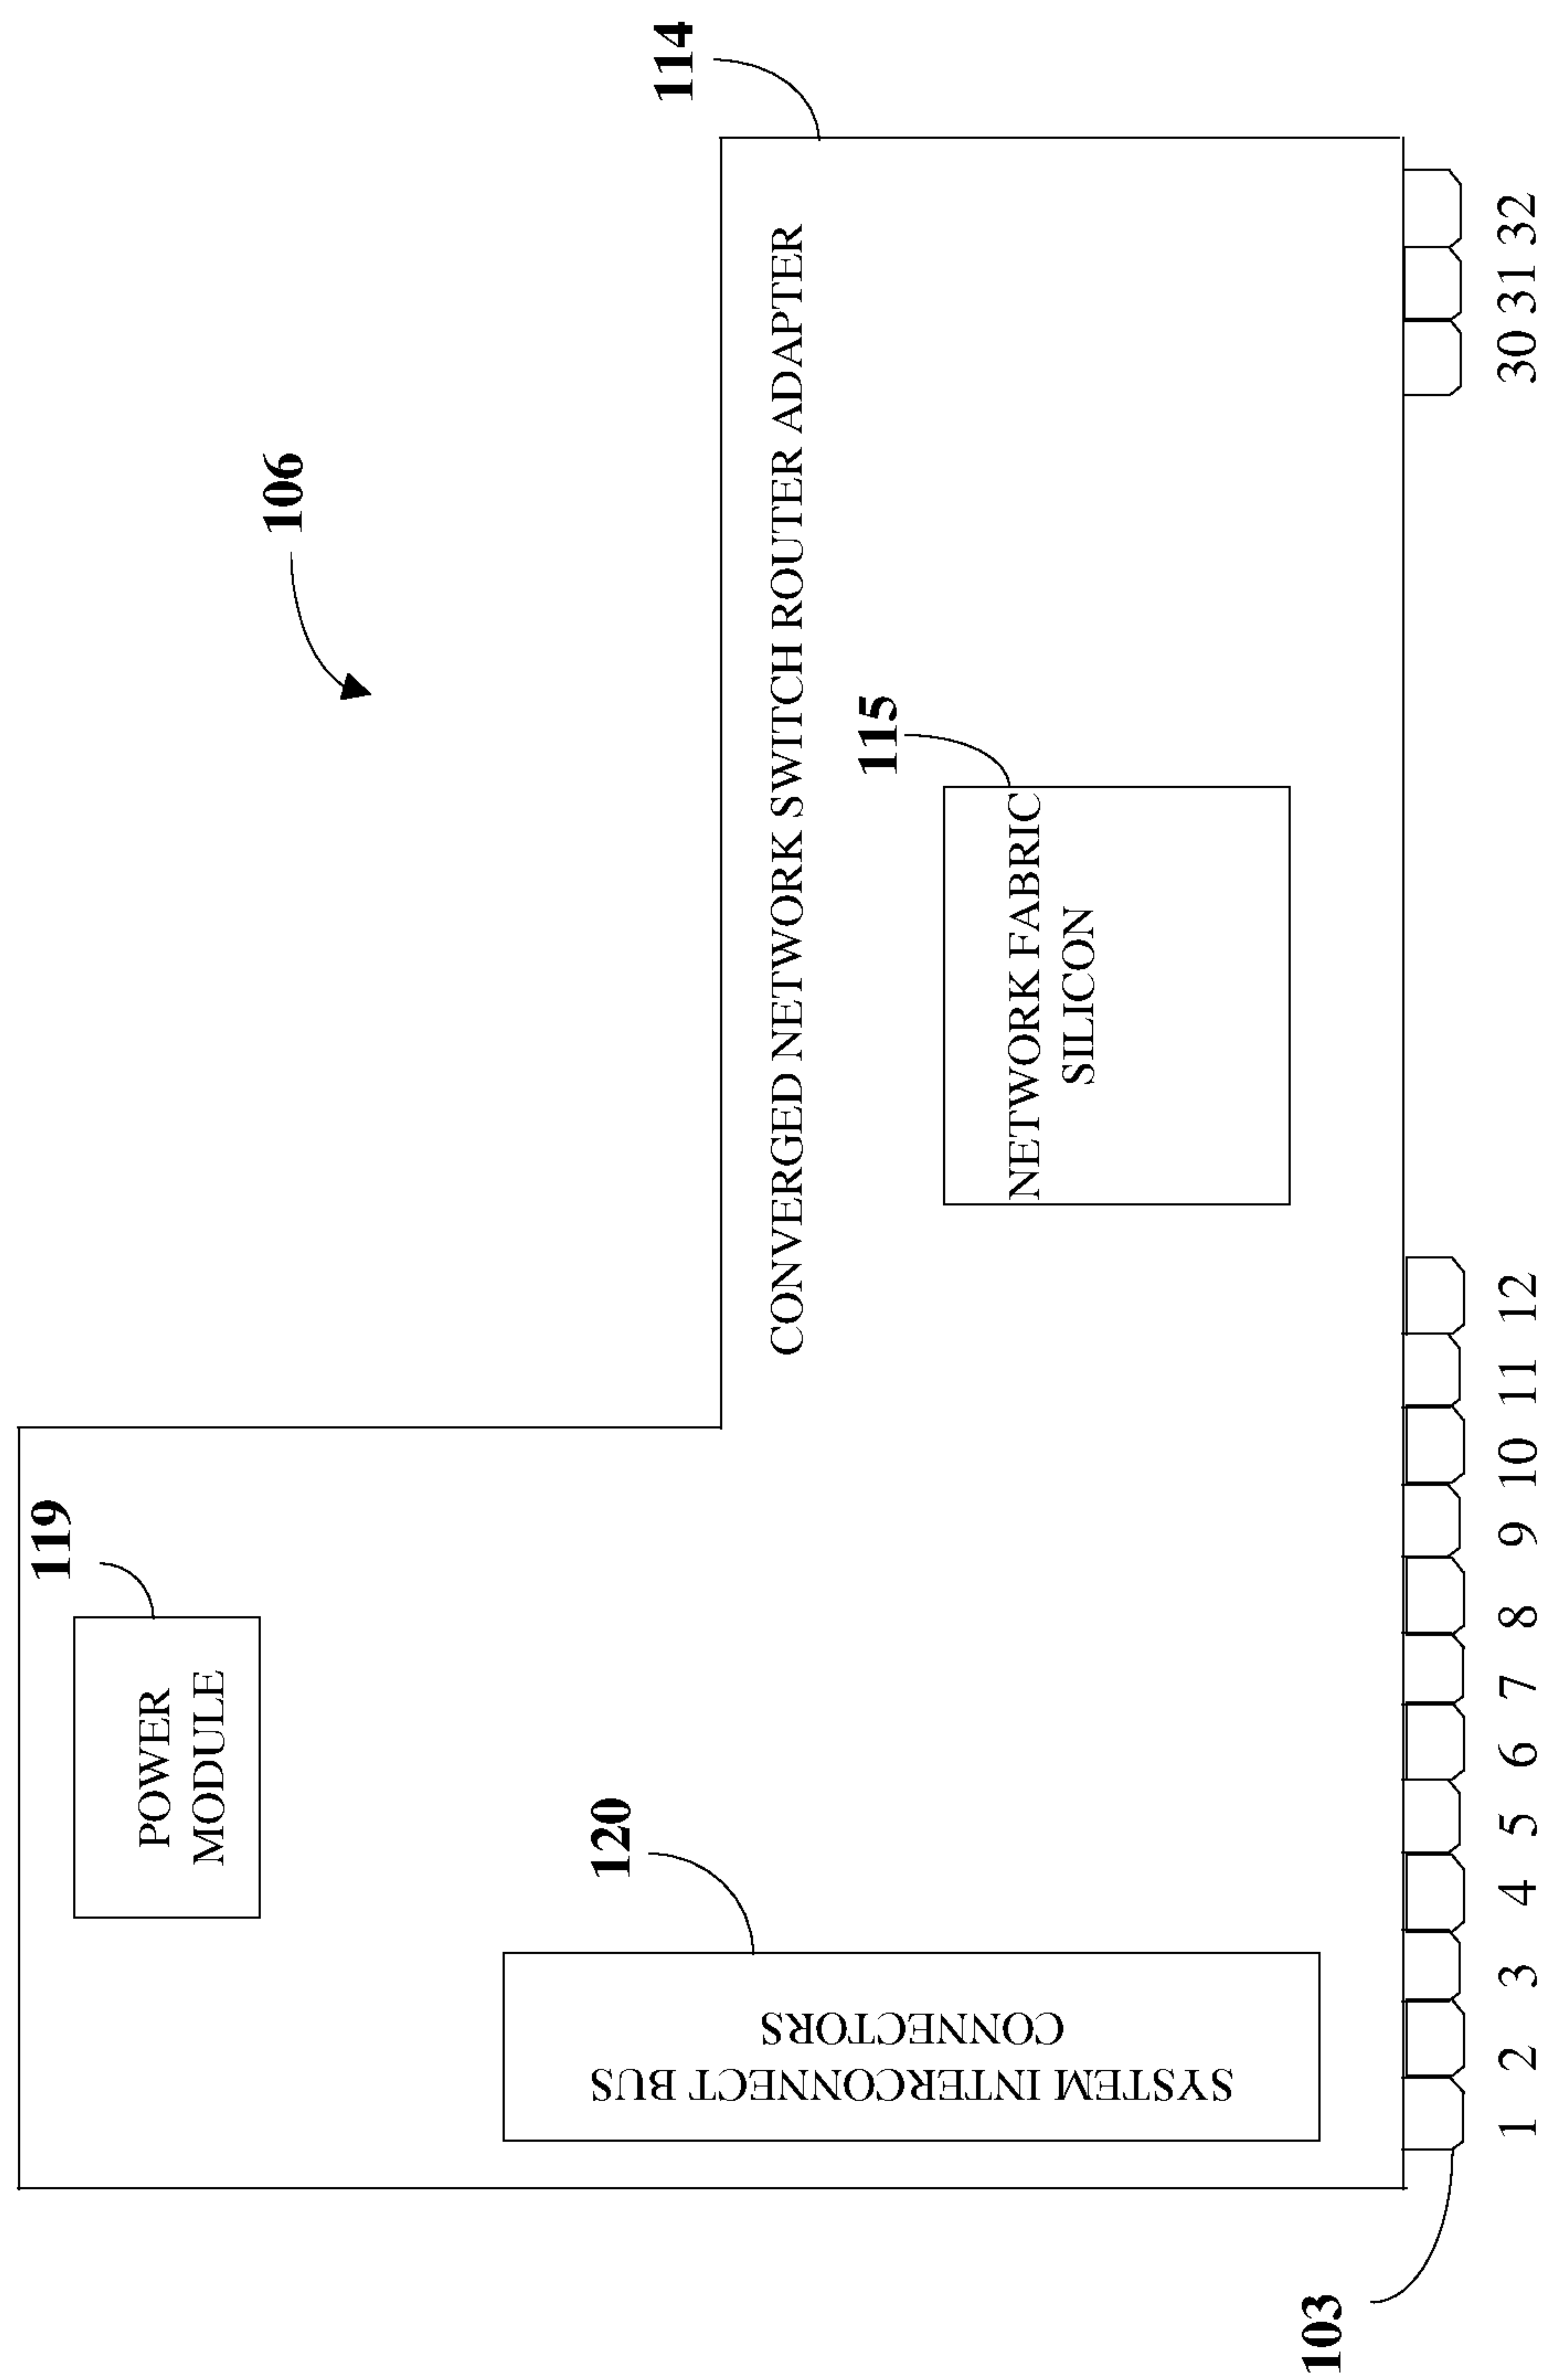 106
114
119
POWER
MODULE
120
SYSTEM INTERCONNECT BUS
CONNECTORS
CONVERGED NETWORK SWITCH ROUTER ADAPTER
115
NETWORK FABRIC
SILICON
103
1 2 3 4 5 6 7 8 9 10 11 12 30 31 32